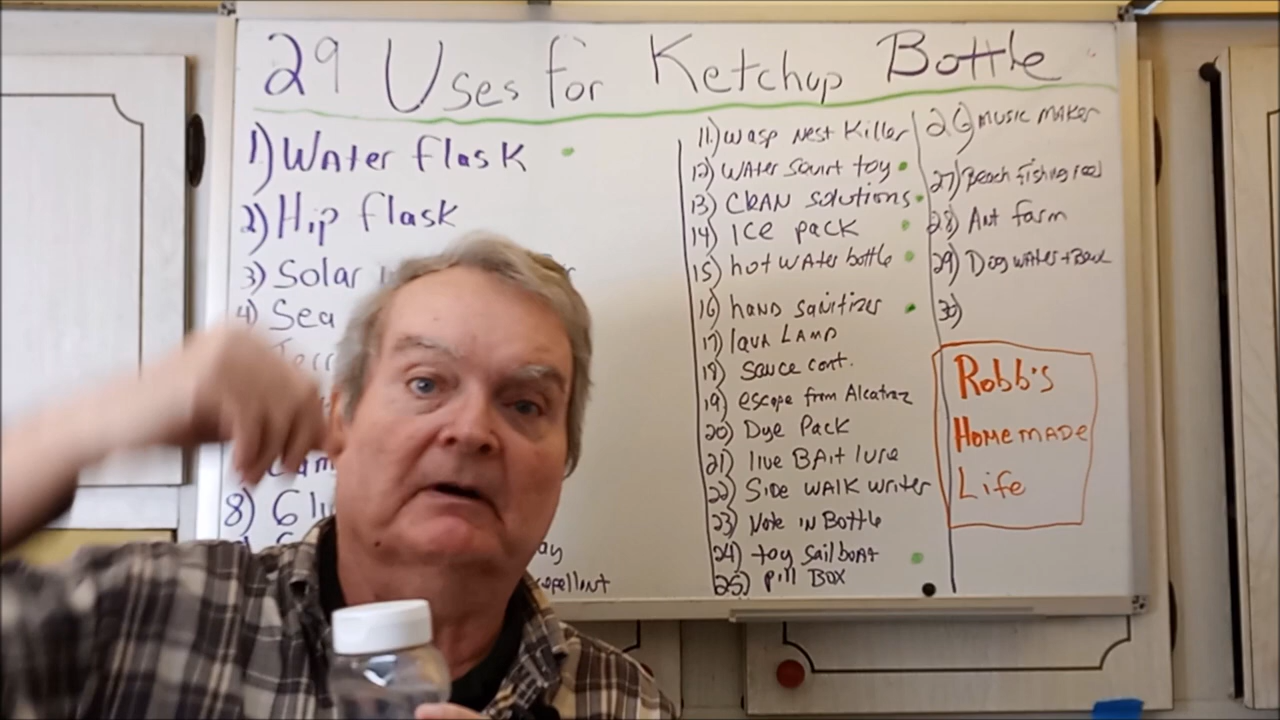 29 Uses for Ketchup Bottle
1) Water flask
2) Hip flask
3) Solar
4) Sea
8) Glu
ay
epellant
11.) Wasp Nest Killer
12) WAter Squirt toy
13) CleAN Solutions
14) ICE pack
15) hot WAter bottle
16) hand sanitizer
17) lava LAMP
18) Sauce cont.
19) escape from Alcatraz
20) Dye Pack
21) live BAit lure
22) Side WAlk writer
23) Note in Bottle
24) toy SailboAt
25) pill BOX
26) Music MAKer
27) Beach fishing reel
28) Ant farm
29) Dog WAter + Bowl
30)
Robb's
Homemade
Life